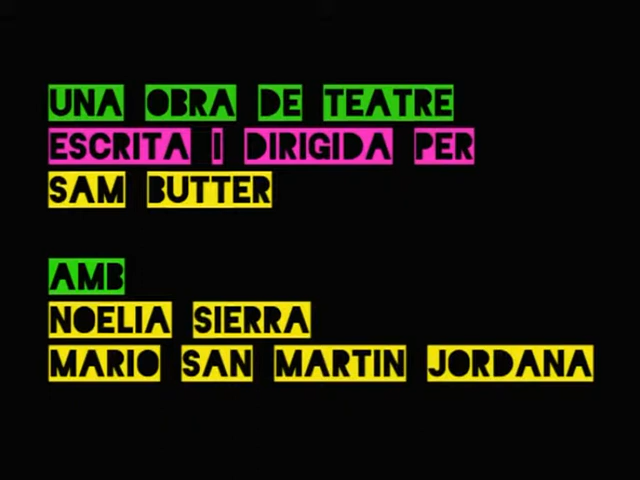 UNA OBRA DE TEATRE
ESCRITA I DIRIGIDA PER
SAM BUTTER
AMB
NOELIA SIERRA
MARIO SAN MARTIN JORDANA